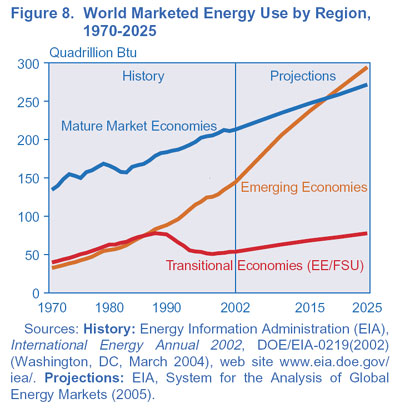 Figure 8.  World Marketed Energy Use by Region,
1970-2025
Quadrillion Btu
300
History
Projections
250
Mature Market Economies
200
150
Emerging Economies
100
50
Transitional Economies (EE/FSU)
0
1970 1980 1990 2002 2015 2025
Sources: History: Energy Information Administration (EIA),
International Energy Annual 2002, DOE/EIA-0219(2002)
(Washington, DC, March 2004), web site www.eia.doe.gov/
iea/. Projections: EIA, System for the Analysis of Global
Energy Markets (2005).